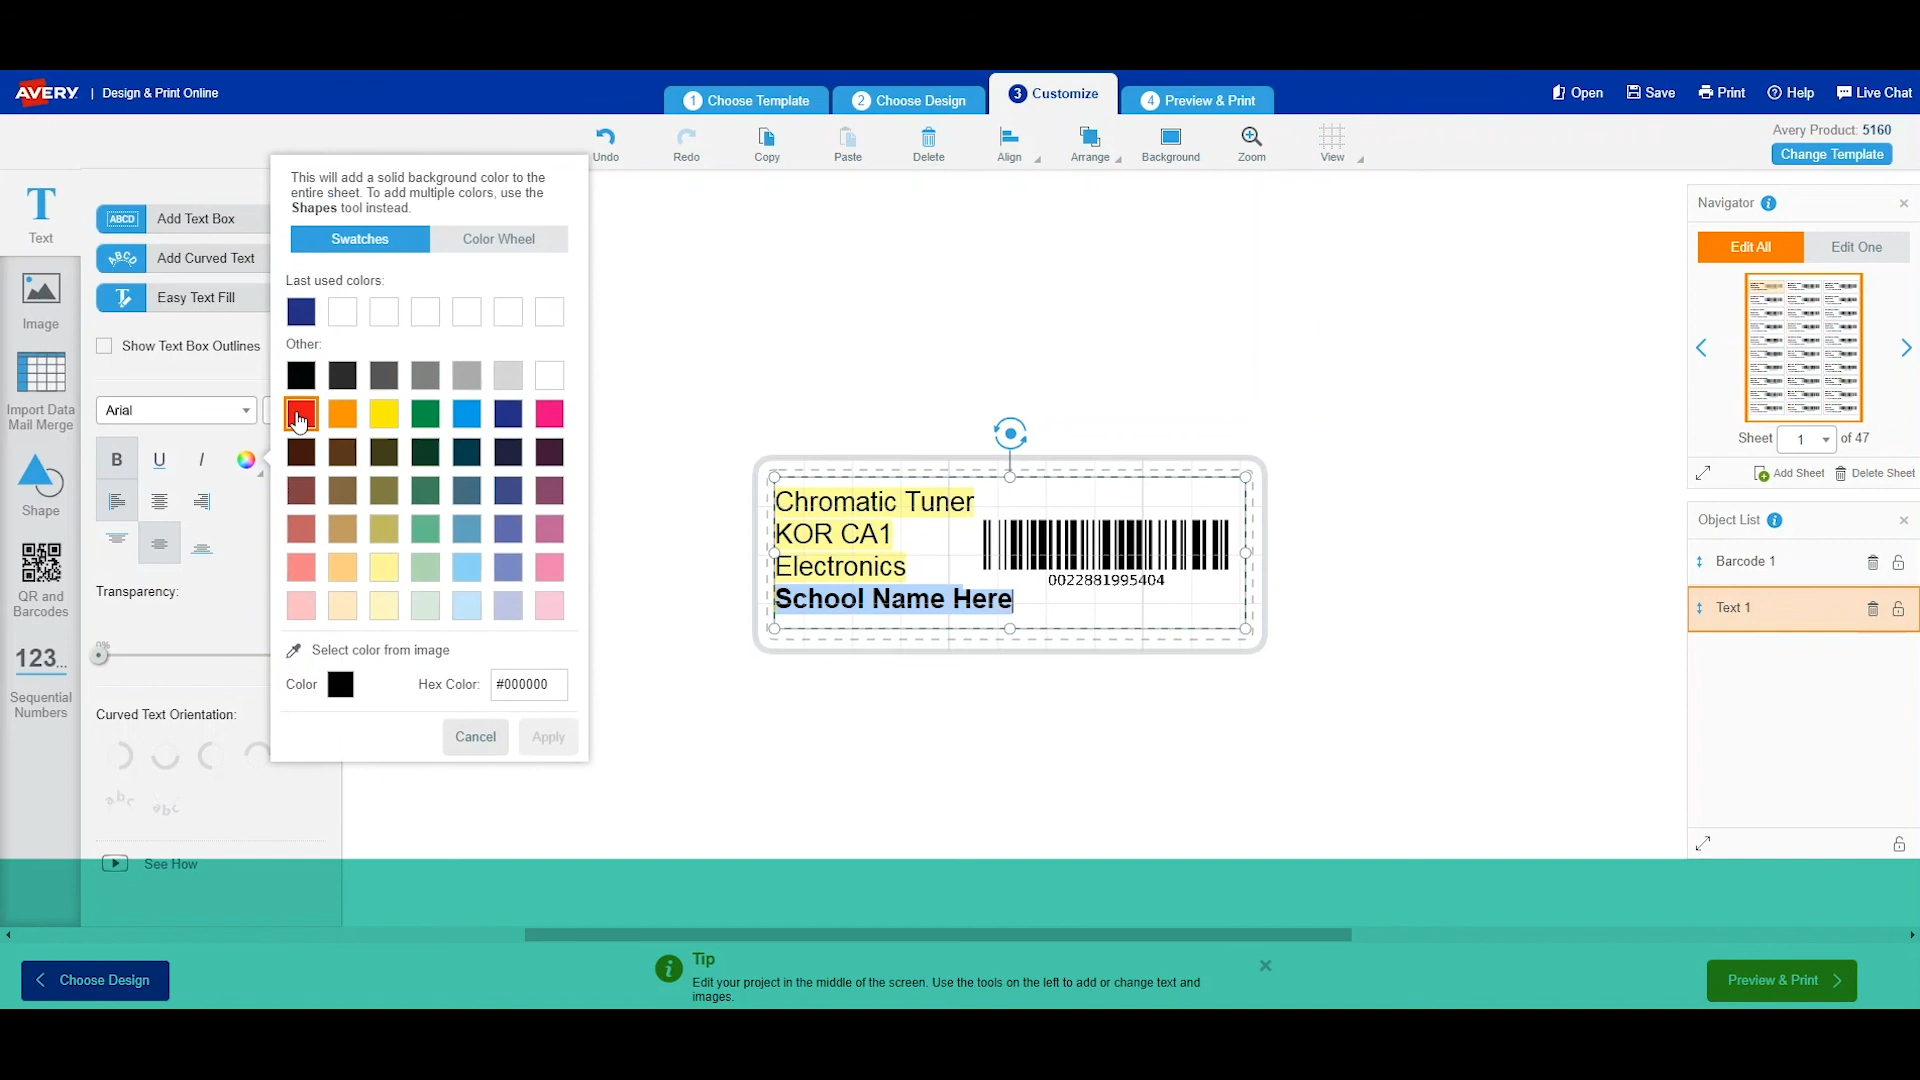 AVERY | Design & Print Online
1 Choose Template
2 Choose Design
3 Customize
4 Preview & Print
Open
Save
Print
Help
Live Chat
Undo
Redo
Copy
Paste
Delete
Align
Arrange
Background
Zoom
View
Avery Product: 5160
Change Template
Text
Image
Import Data
Mail Merge
Shape
QR and
Barcodes
123...
Sequential
Numbers
ABCD Add Text Box
ABCD Add Curved Text
T Easy Text Fill
Show Text Box Outlines
Arial
B U I
Transparency:
0%
Curved Text Orientation:
abc abc
See How
This will add a solid background color to the
entire sheet. To add multiple colors, use the
Shapes tool instead.
Swatches
Color Wheel
Last used colors:
Other:
Select color from image
Color
Hex Color: #000000
Cancel
Apply
Chromatic Tuner
KOR CA1
Electronics
School Name Here
0022881995404
Navigator i
Edit All
Edit One
Sheet 1 of 47
Add Sheet
Delete Sheet
Object List i
Barcode 1
Text 1
Choose Design
Tip
Edit your project in the middle of the screen. Use the tools on the left to add or change text and
images.
Preview & Print